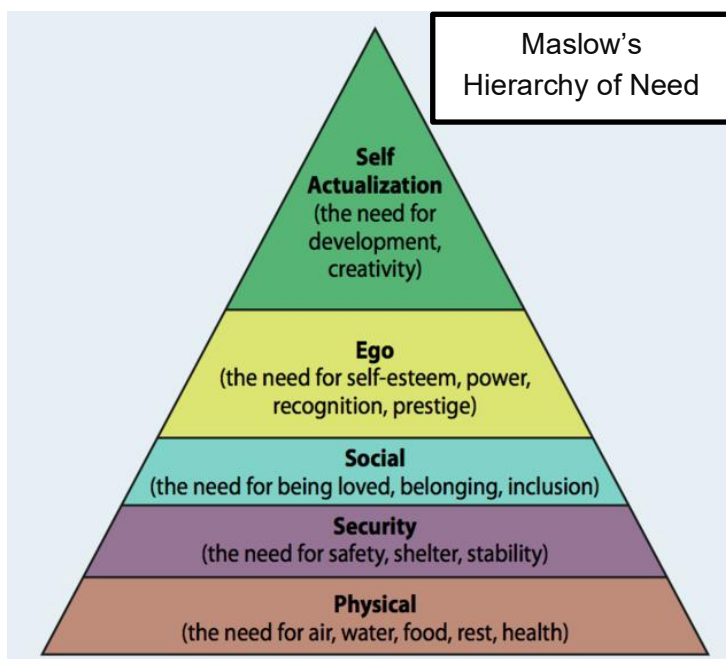 Maslow’s
Hierarchy of Need
Self
Actualization
(the need for
development,
creativity)
Ego
(the need for self-esteem, power,
recognition, prestige)
Social
(the need for being loved, belonging, inclusion)
Security
(the need for safety, shelter, stability)
Physical
(the need for air, water, food, rest, health)